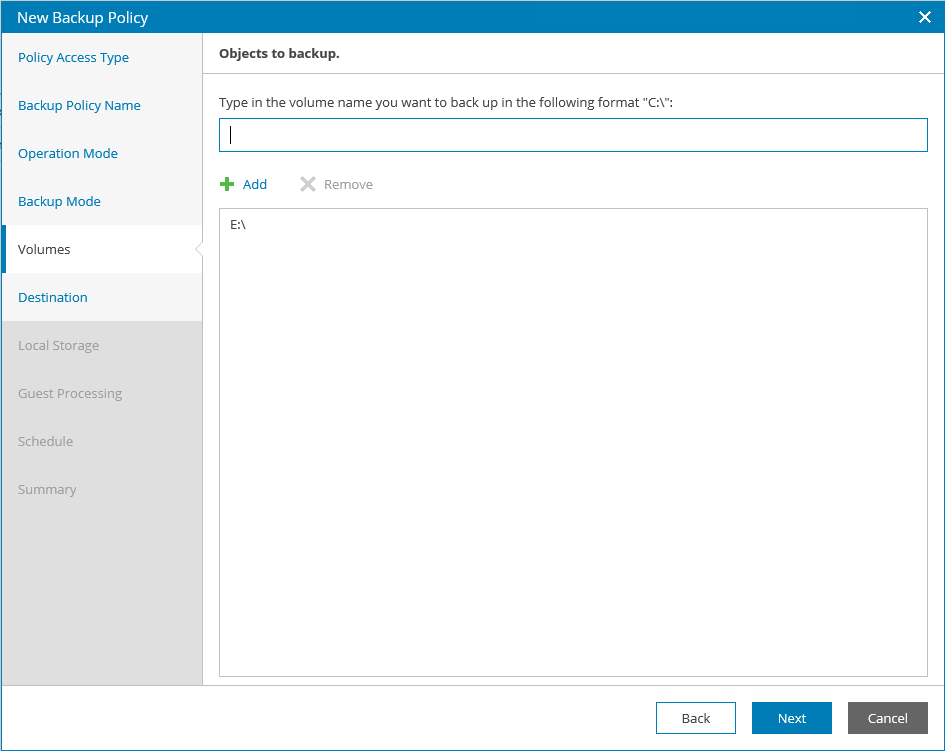 New Backup Policy
Policy Access Type
Backup Policy Name
Operation Mode
Backup Mode
Volumes
Destination
Local Storage
Guest Processing
Schedule
Summary
Objects to backup.
Type in the volume name you want to back up in the following format "C:\":
Add Remove
E:\
Back Next Cancel